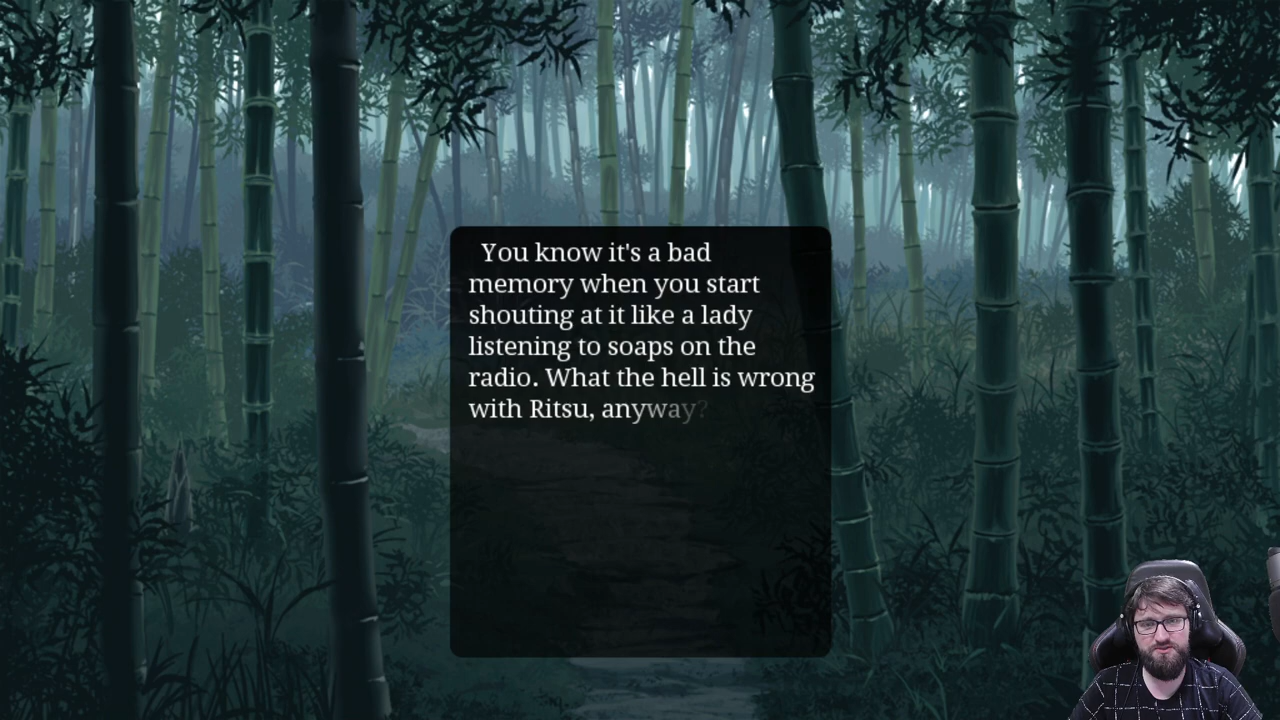 You know it's a bad
memory when you start
shouting at it like a lady
listening to soaps on the
radio. What the hell is wrong
with Ritsu, anyway?